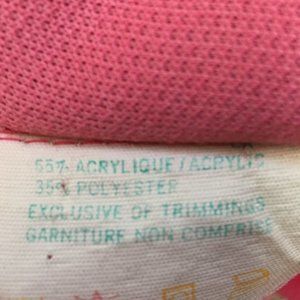 65% ACRYLIQUE/ACRYLIC
35% POLYESTER
EXCLUSIVE OF TRIMMINGS
GARNITURE NON COMPRISE